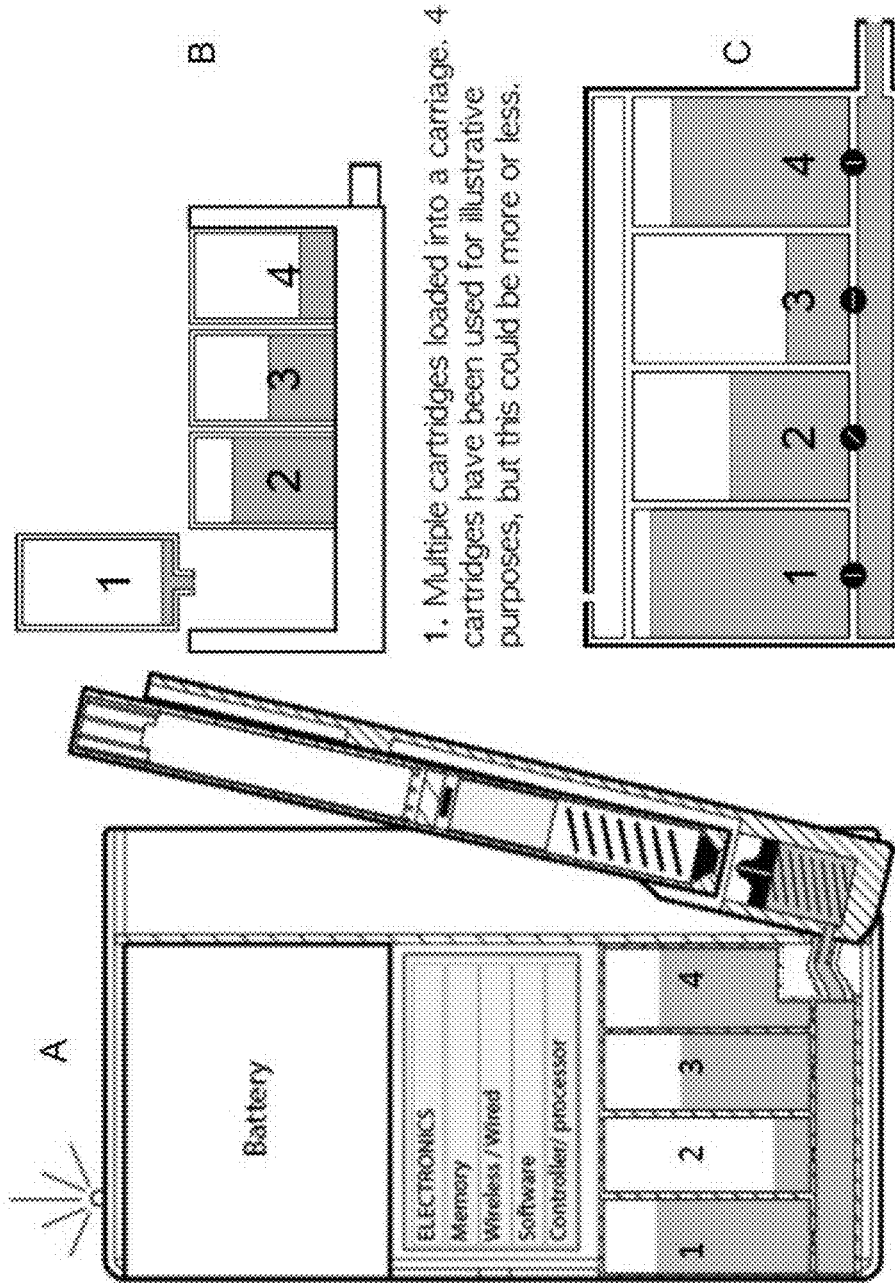 A
Battery
ELECTRONICS
Memory
Wireless / Wired
Software
Controller/ processor
1
2
3
4
B
1
2
3
4
1. Multiple cartridges loaded into a carriage. 4
cartridges have been used for illustrative
purposes, but this could be more or less.
C
1
2
3
4